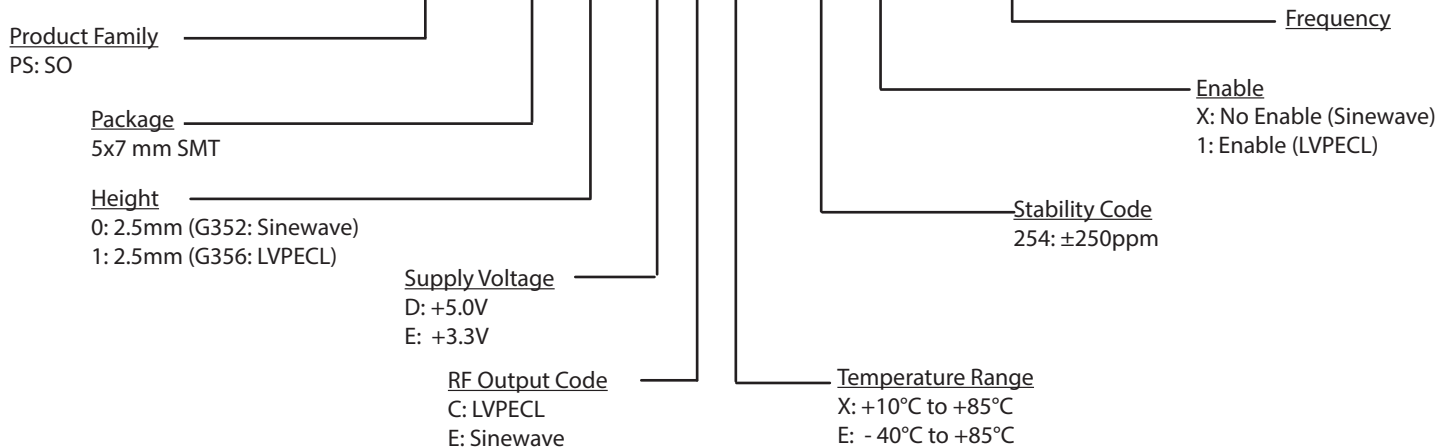 Product Family
PS: SO
Package
5x7 mm SMT
Height
0: 2.5mm (G352: Sinewave)
1: 2.5mm (G356: LVPECL)
Supply Voltage
D: +5.0V
E: +3.3V
RF Output Code
C: LVPECL
E: Sinewave
Temperature Range
X: +10°C to +85°C
E: - 40°C to +85°C
Stability Code
254: ±250ppm
Enable
X: No Enable (Sinewave)
1: Enable (LVPECL)
Frequency